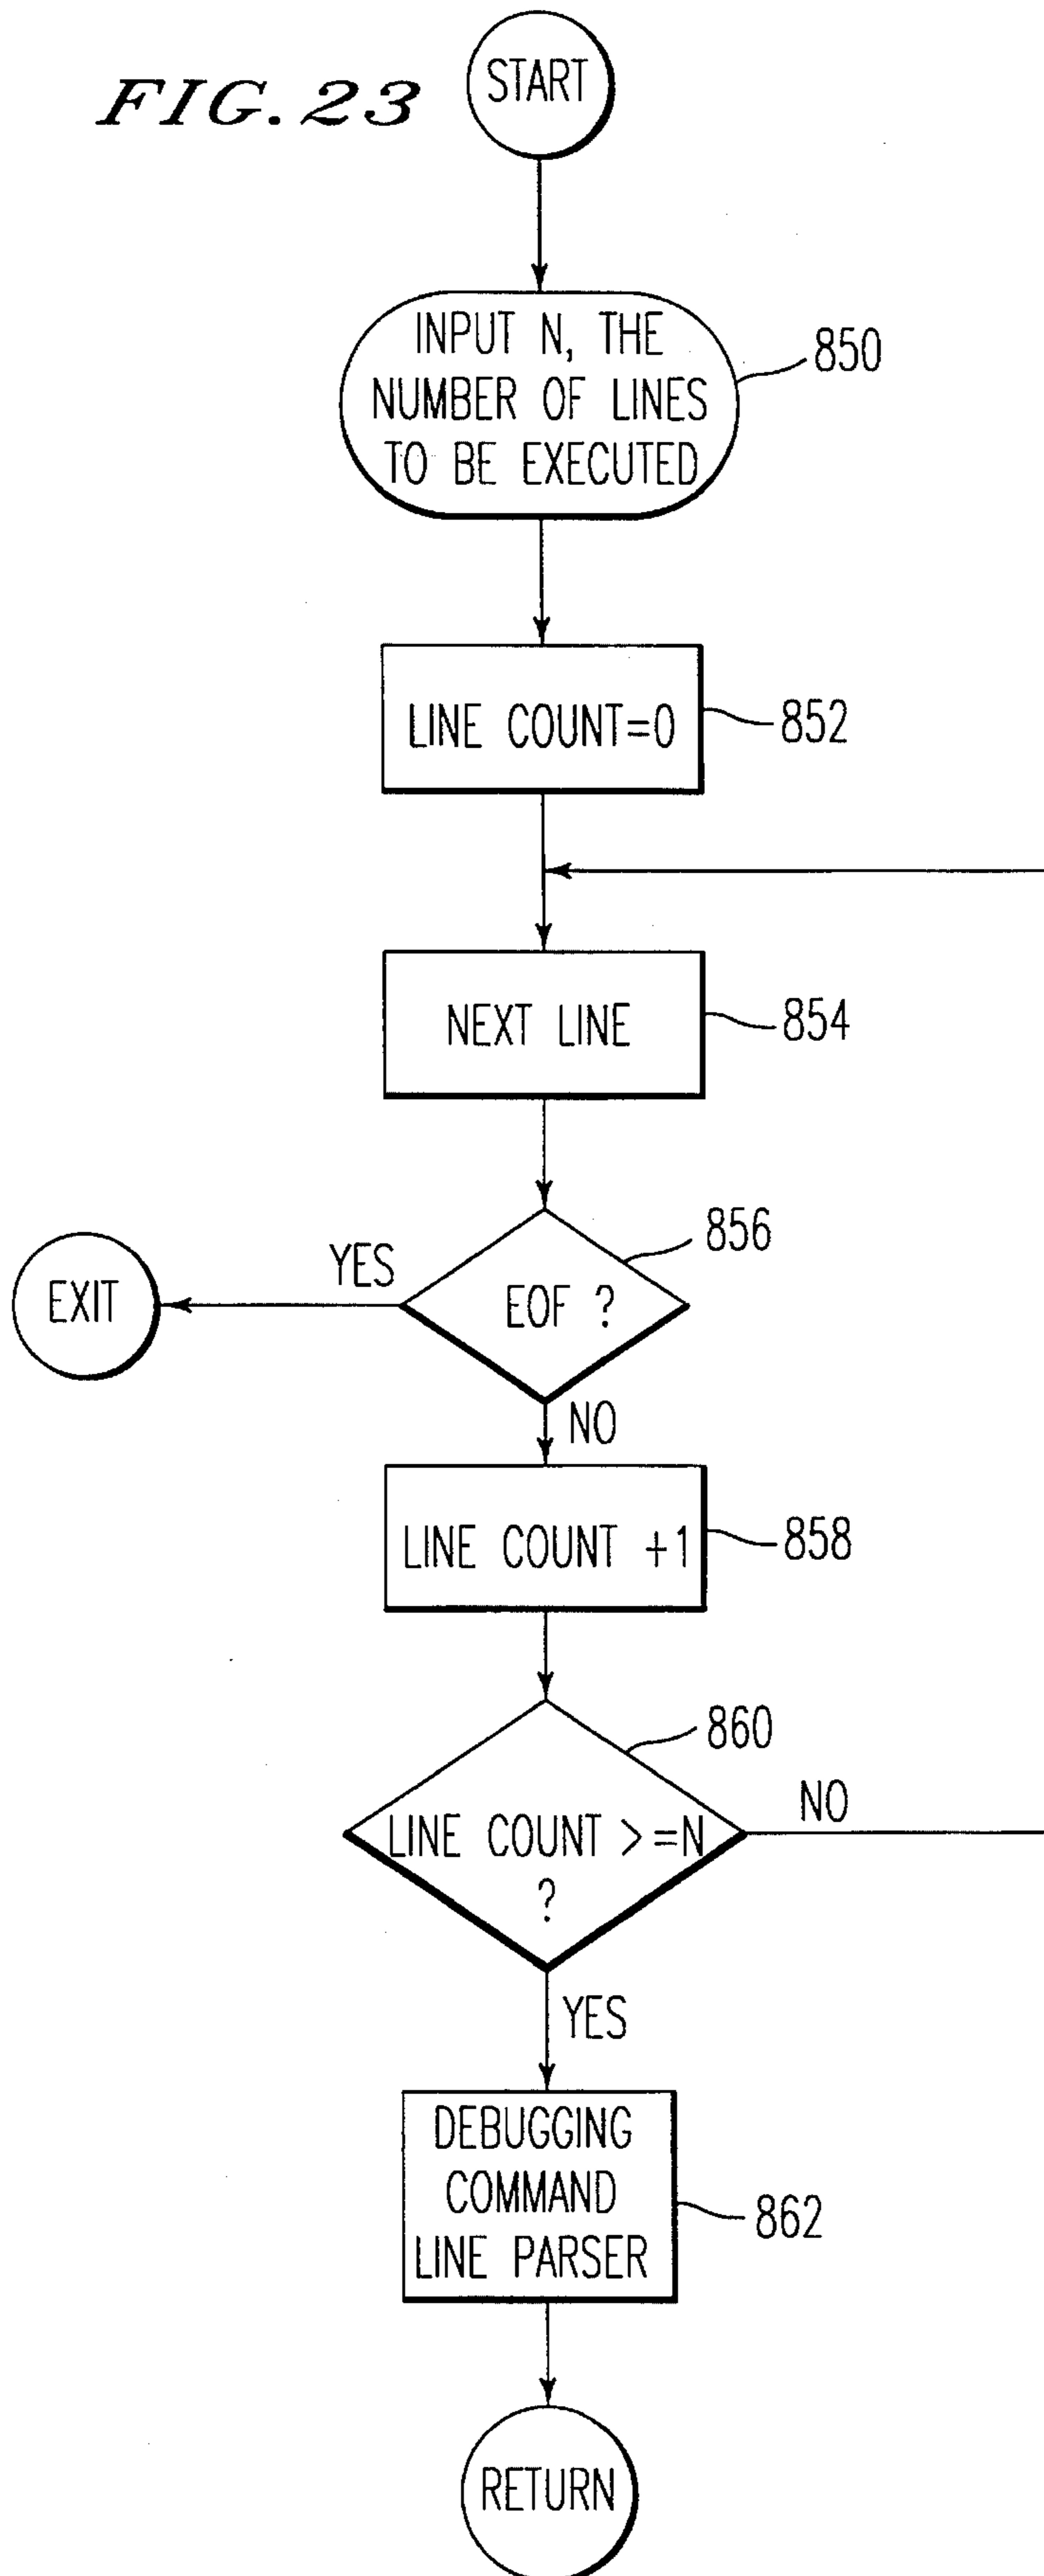 FIG. 23
START
INPUT N, THE
NUMBER OF LINES
TO BE EXECUTED
850
LINE COUNT=0
852
NEXT LINE
854
856
YES
EXIT
EOF ?
NO
LINE COUNT +1
858
860
NO
LINE COUNT >=N
?
YES
DEBUGGING
COMMAND
LINE PARSER
862
RETURN